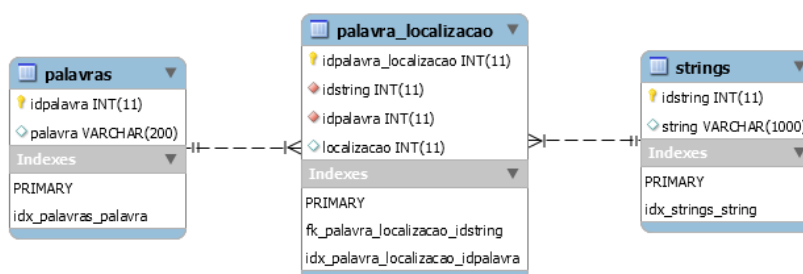 palavras
idpalavra INT(11)
palavra VARCHAR(200)
Indexes
PRIMARY
idx_palavras_palavra
palavra_localizacao
idpalavra_localizacao INT(11)
idstring INT(11)
idpalavra INT(11)
localizacao INT(11)
Indexes
PRIMARY
fk_palavra_localizacao_idstring
idx_palavra_localizacao_idpalavra
strings
idstring INT(11)
string VARCHAR(1000)
Indexes
PRIMARY
idx_strings_string